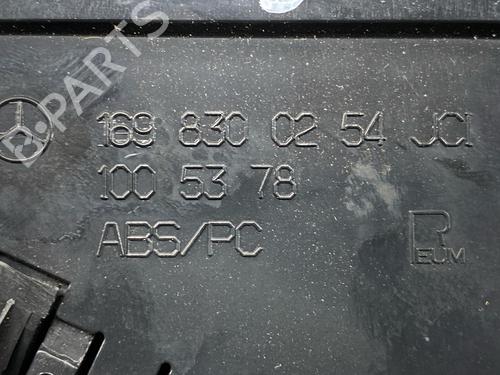 B-PARTS
169 830 02 54 JCI
100 53 78
ABS/PC
R
EUM